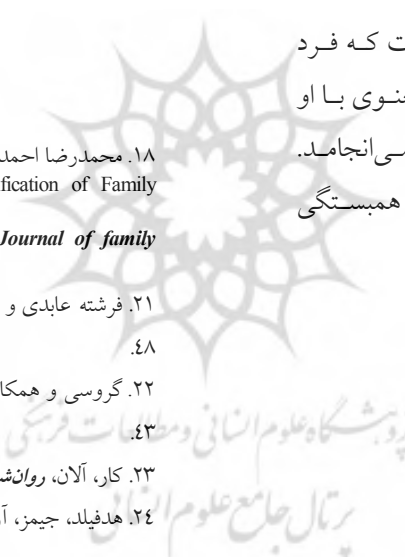 ت کـه فـرد
نـوی بـا او
ـی‌انجامـد.
همبسـتگی
۱۸. محمدرضا احمد
fication of Family
Journal of family
۲۱. فرشته عابدی و
۴۸.
۲۲. گروسی و همکا
۴۳.
۲۳. کار، آلان، روان‌ش
۲۴. هدفیلد، جیمز، آ
پژوهشگاه علوم انسانی و مطالعات فرهنگی
پرتال جامع علوم انسانی